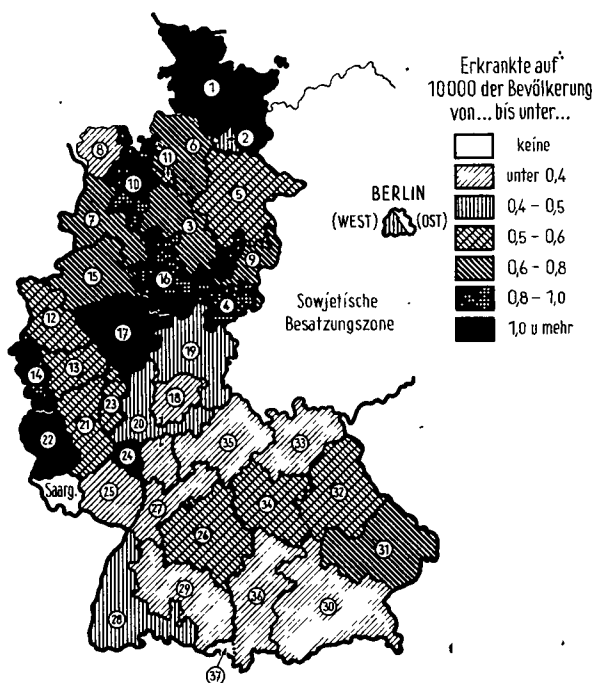 Erkrankte auf
10000 der Bevölkerung
von... bis unter...
keine
unter 0,4
0,4 - 0,5
0,5 - 0,6
0,6 - 0,8
0,8 - 1,0
1,0 u mehr
BERLIN
(WEST) (OST)
Sowjetische
Besatzungszone
Saarg.
1
2
6
8
11
10
5
7
3
9
15
16
4
12
17
19
14
13
18
23
20
21
22
24
35
33
25
27
32
34
26
31
29
36
30
28
37